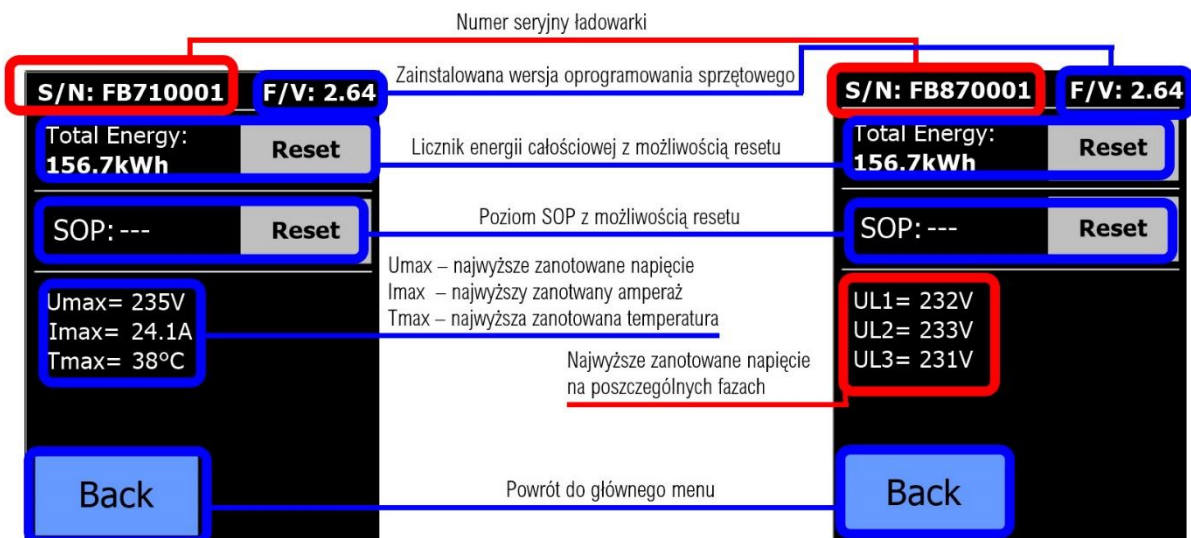 Numer seryjny ładowarki
Zainstalowana wersja oprogramowania sprzętowego
S/N: FB710001 F/V: 2.64
S/N: FB870001 F/V: 2.64
Total Energy:
156.7kWh
Reset
Licznik energii całościowej z możliwością resetu
Total Energy:
156.7kWh
Reset
SOP: ---
Reset
Poziom SOP z możliwością resetu
SOP: ---
Reset
Umax – najwyższe zanotowane napięcie
Imax – najwyższy zanotwany amperaż
Tmax – najwyższa zanotowana temperatura
Umax= 235V
Imax= 24.1A
Tmax= 38°C
UL1= 232V
UL2= 233V
UL3= 231V
Najwyższe zanotowane napięcie
na poszczególnych fazach
Back
Powrót do głównego menu
Back